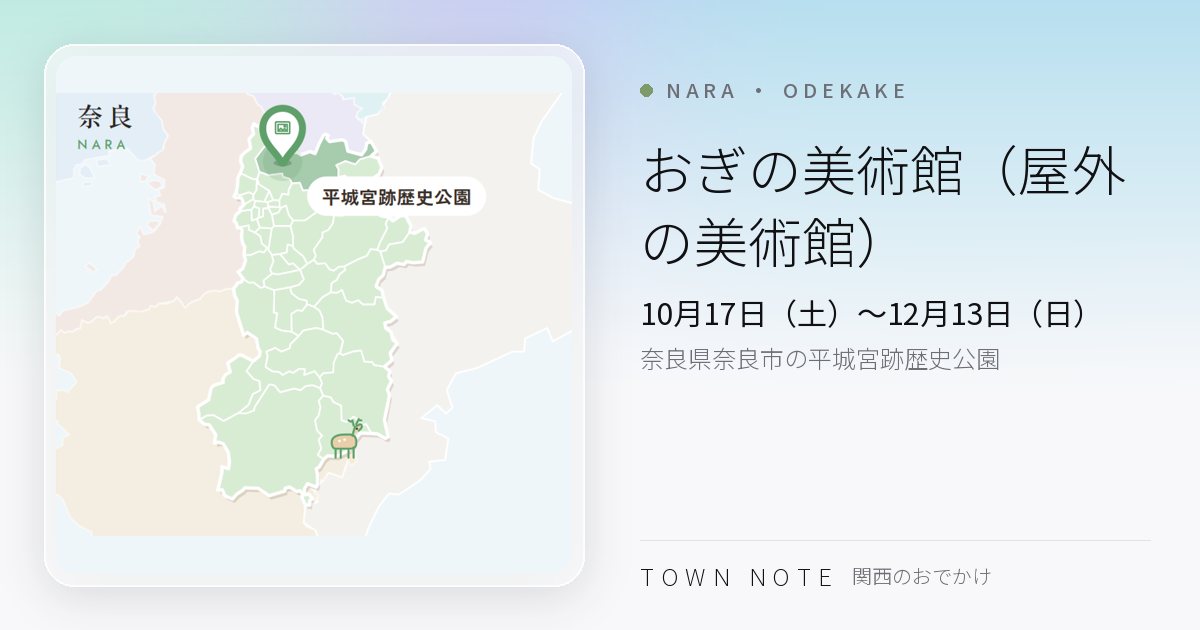 奈良
NARA
平城宮跡歴史公園
NARA • ODEKAKE
おぎの美術館（屋外
の美術館）
10月17日（土）〜12月13日（日）
奈良県奈良市の平城宮跡歴史公園
TOWN NOTE 関西のおでかけ